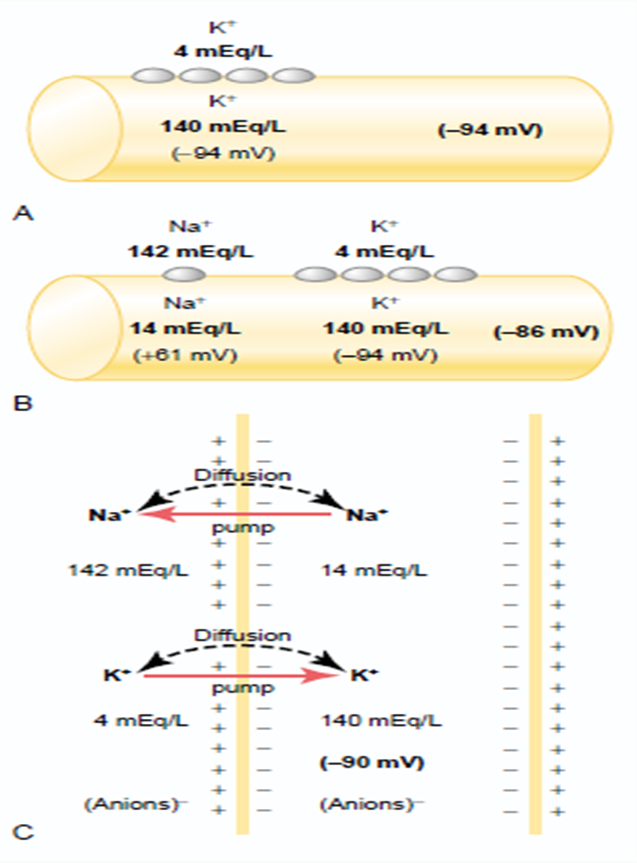 K⁺
4 mEq/L
K⁺
140 mEq/L
(–94 mV)
(–94 mV)
A
Na⁺
142 mEq/L
K⁺
4 mEq/L
Na⁺
14 mEq/L
(+61 mV)
K⁺
140 mEq/L
(–94 mV)
(–86 mV)
B
+ –
– +
Diffusion
Na⁺
Na⁺
pump
142 mEq/L
14 mEq/L
Diffusion
K⁺
K⁺
pump
4 mEq/L
140 mEq/L
(–90 mV)
(Anions)⁻
(Anions)⁻
C